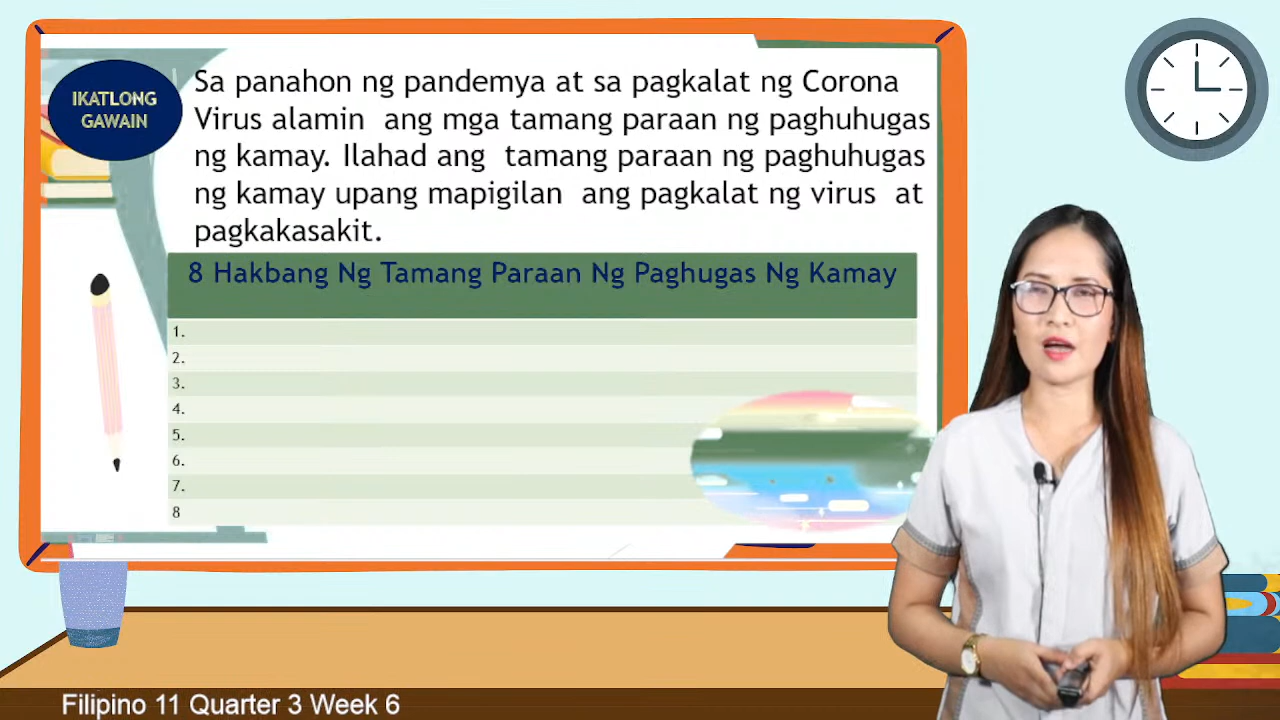 IKATLONG
GAWAIN
Sa panahon ng pandemya at sa pagkalat ng Corona
Virus alamin ang mga tamang paraan ng paghuhugas
ng kamay. Ilahad ang tamang paraan ng paghuhugas
ng kamay upang mapigilan ang pagkalat ng virus at
pagkakasakit.
8 Hakbang Ng Tamang Paraan Ng Paghugas Ng Kamay
1.
2.
3.
4.
5.
6.
7.
8
Filipino 11 Quarter 3 Week 6